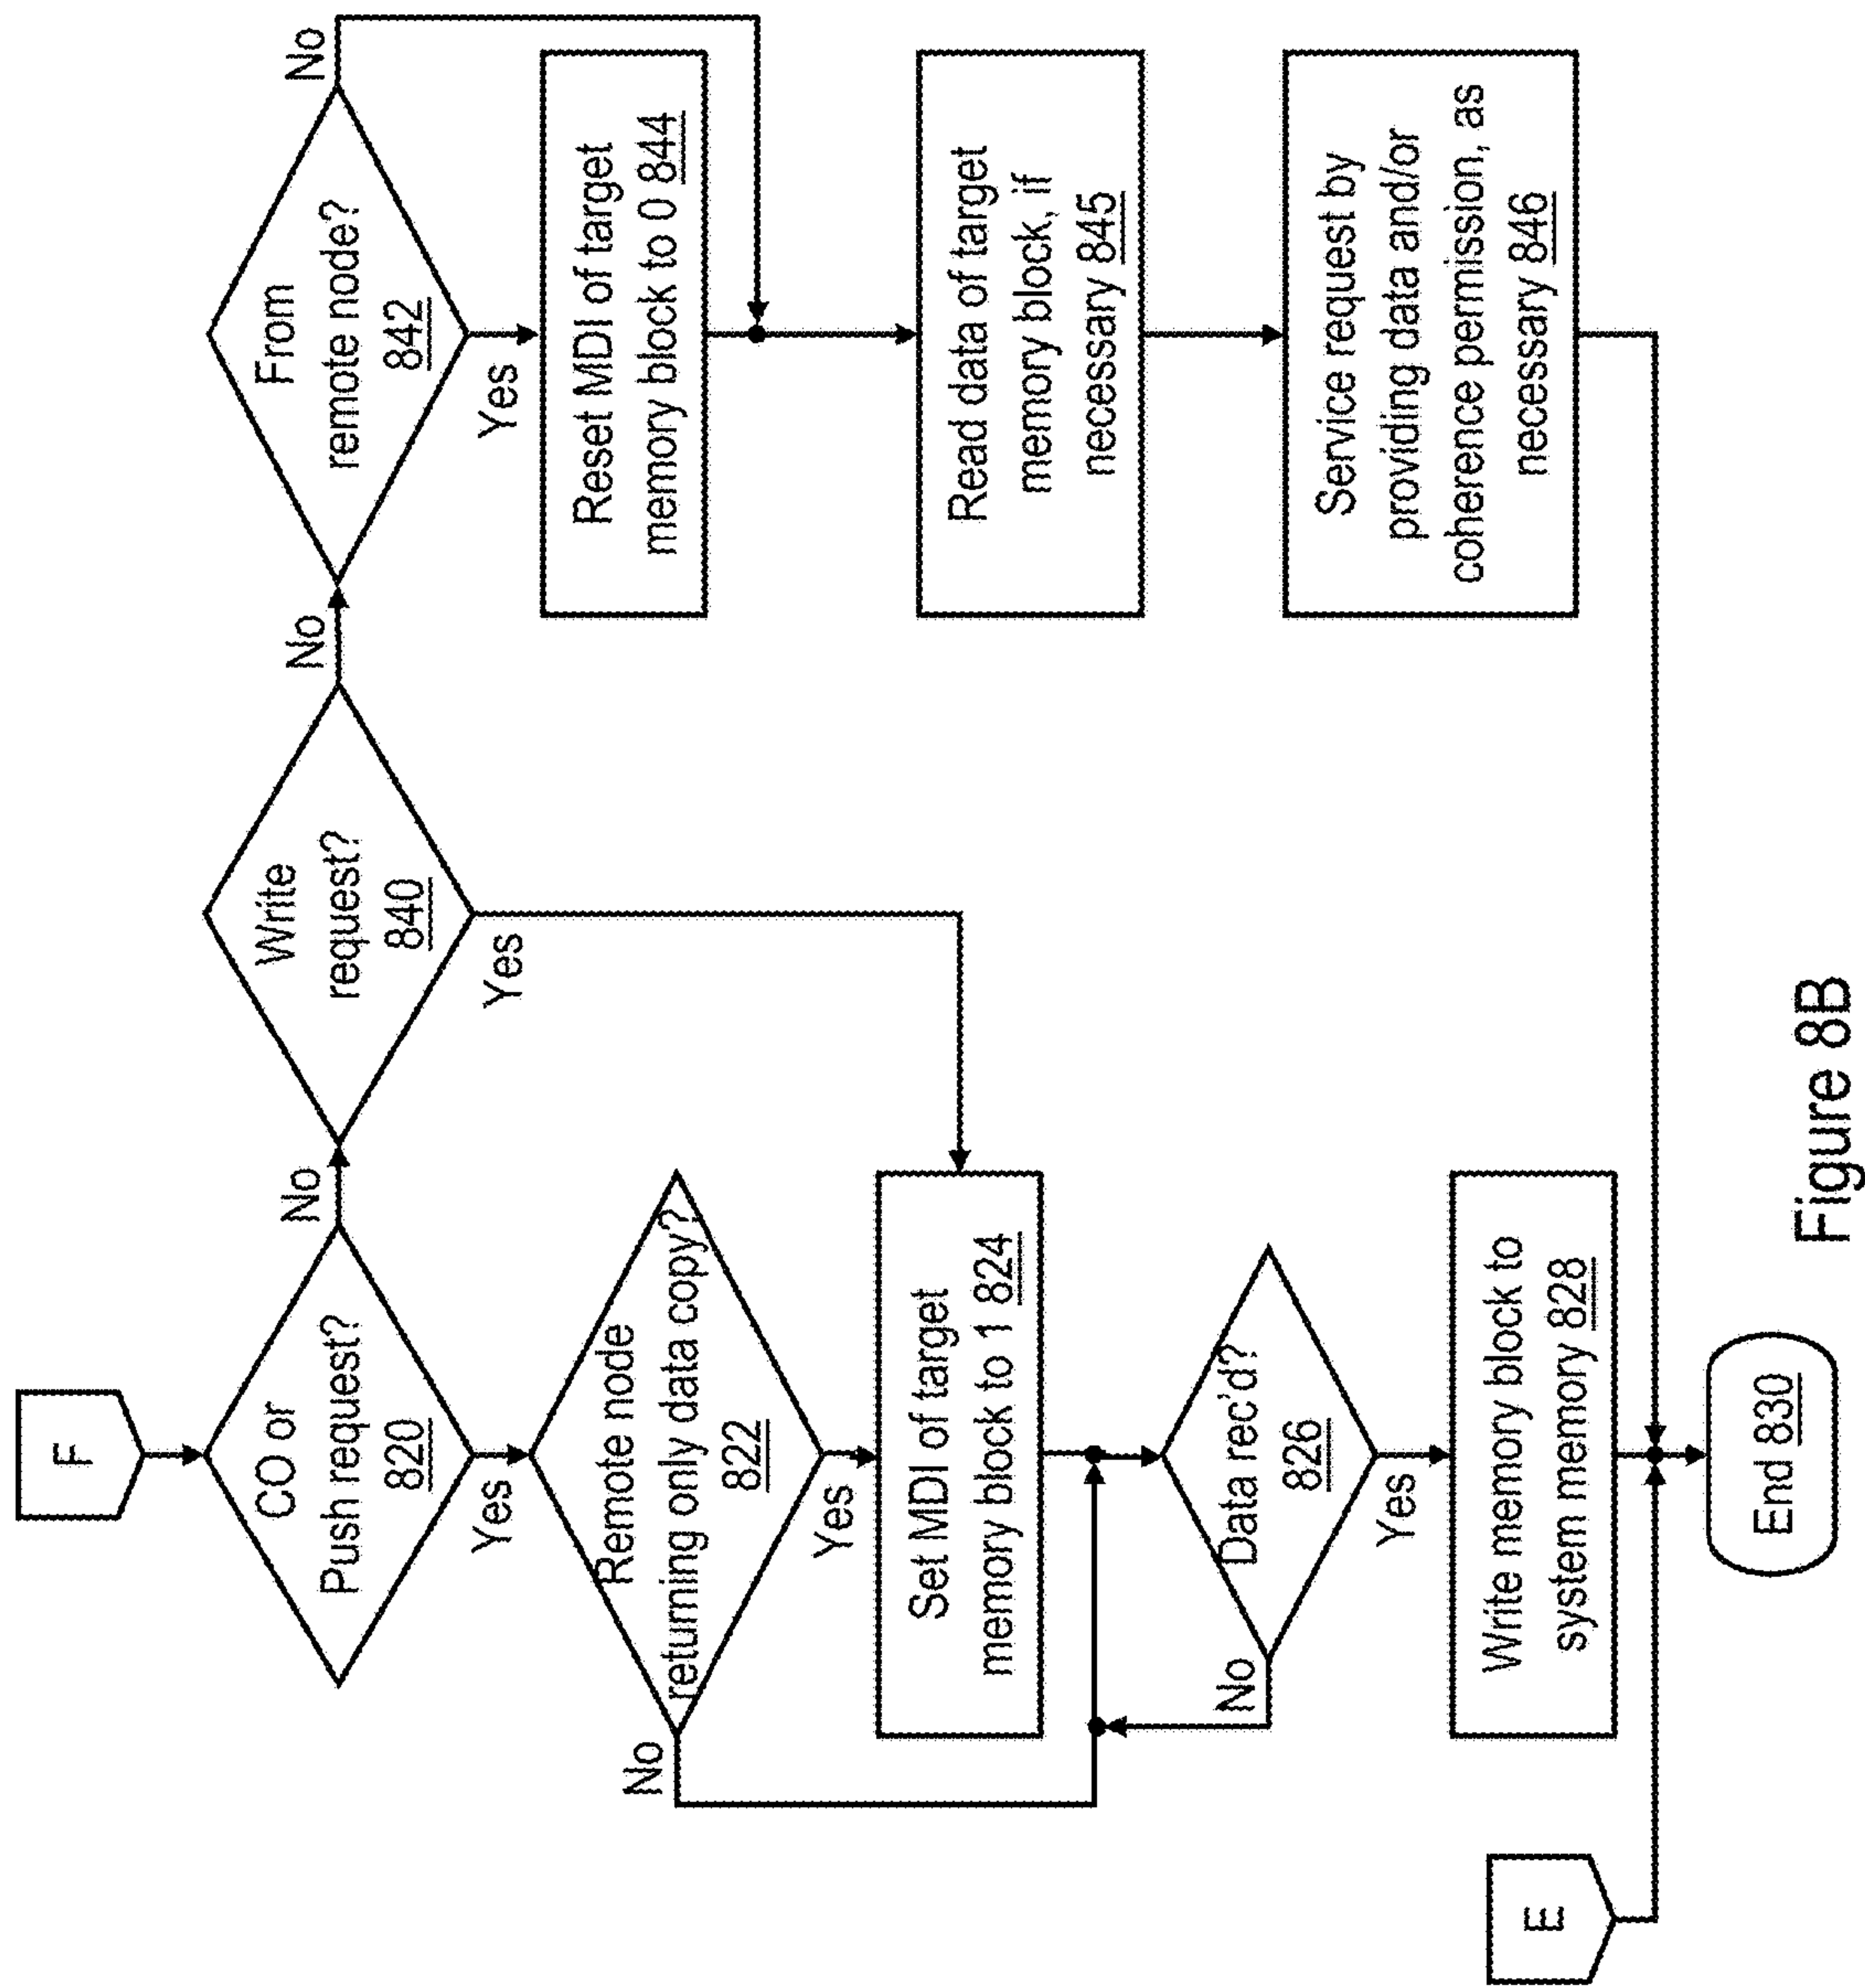 F
CO or
Push request?
820
No
Yes
Write
request?
840
No
Yes
From
remote node?
842
No
Yes
Remote node
returning only data copy?
822
No
Yes
Reset MDI of target
memory block to 0 844
Set MDI of target
memory block to 1 824
Read data of target
memory block, if
necessary 845
Data rec'd?
826
No
Yes
Service request by
providing data and/or
coherence permission, as
necessary 846
Write memory block to
system memory 828
E
End 830
Figure 8B